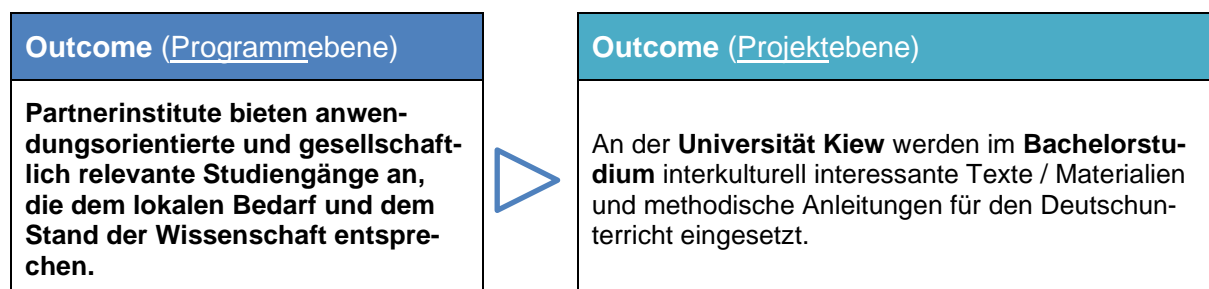 Outcome (Programmebene)
Partnerinstitute bieten anwen-
dungsorientierte und gesellschaft-
lich relevante Studiengänge an,
die dem lokalen Bedarf und dem
Stand der Wissenschaft entspre-
chen.
Outcome (Projektebene)
An der Universität Kiew werden im Bachelorstu-
dium interkulturell interessante Texte / Materialien
und methodische Anleitungen für den Deutschun-
terricht eingesetzt.